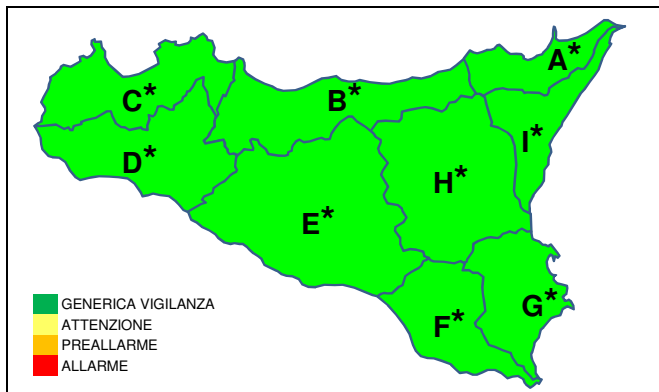 A*
C*
B*
I*
D*
H*
E*
G*
F*
GENERICA VIGILANZA
ATTENZIONE
PREALLARME
ALLARME